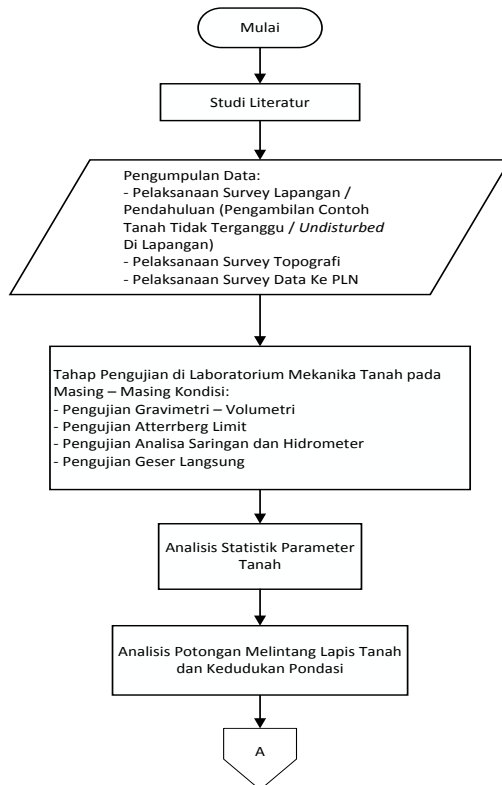 Mulai
Studi Literatur
Pengumpulan Data:
- Pelaksanaan Survey Lapangan /
Pendahuluan (Pengambilan Contoh
Tanah Tidak Terganggu / Undisturbed
Di Lapangan)
- Pelaksanaan Survey Topografi
- Pelaksanaan Survey Data Ke PLN
Tahap Pengujian di Laboratorium Mekanika Tanah pada
Masing – Masing Kondisi:
- Pengujian Gravimetri – Volumetri
- Pengujian Atterrberg Limit
- Pengujian Analisa Saringan dan Hidrometer
- Pengujian Geser Langsung
Analisis Statistik Parameter
Tanah
Analisis Potongan Melintang Lapis Tanah
dan Kedudukan Pondasi
A